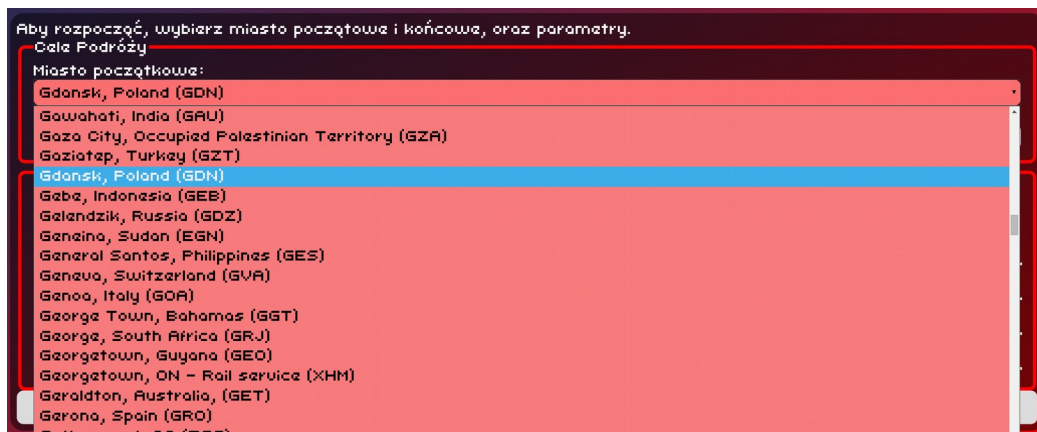 Aby rozpocząć, wybierz miasto początowe i końcowe, oraz parametry.
Cele Podróży
Miasto początkowe:
Gdansk, Poland (GDN)
Gawahati, India (GAU)
Gaza City, Occupied Palestinian Territory (GZA)
Gaziatep, Turkey (GZT)
Gdansk, Poland (GDN)
Gebe, Indonesia (GEB)
Gelendzik, Russia (GDZ)
Geneina, Sudan (EGN)
General Santos, Philippines (GES)
Geneva, Switzerland (GVA)
Genoa, Italy (GOA)
George Town, Bahamas (GGT)
George, South Africa (GRJ)
Georgetown, Guyana (GEO)
Georgetown, ON - Rail service (XHM)
Geraldton, Australia, (GET)
Gerona, Spain (GRO)